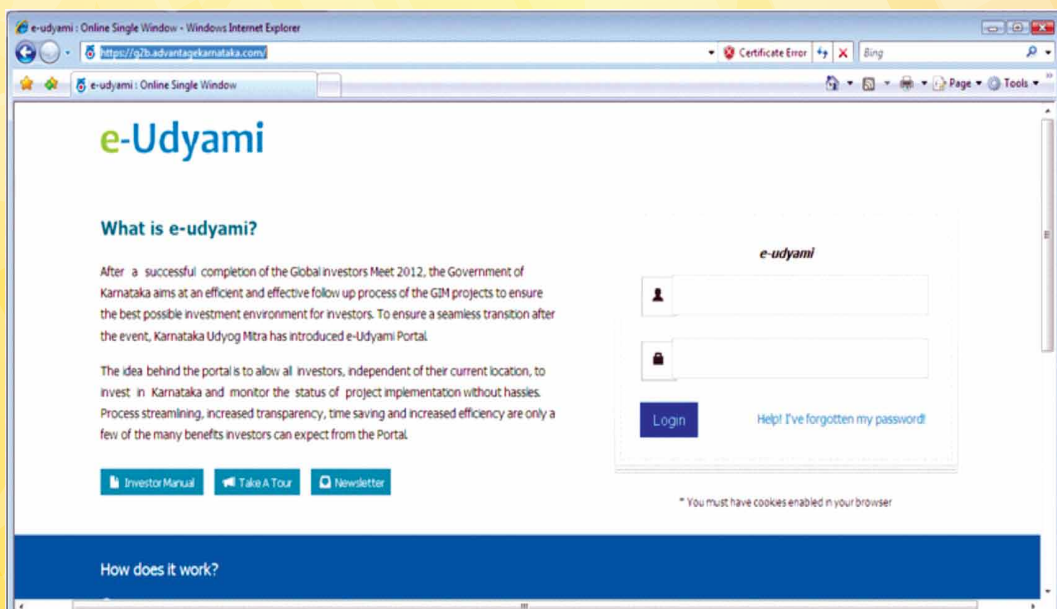 e-udyami : Online Single Window - Windows Internet Explorer
https://g2b.advantagekarnataka.com/
Certificate Error
Bing
e-udyami : Online Single Window
Page
Tools
e-Udyami
What is e-udyami?
After a successful completion of the Global investors Meet 2012, the Government of
Karnataka aims at an efficient and effective follow up process of the GIM projects to ensure
the best possible investment environment for investors. To ensure a seamless transition after
the event, Karnataka Udyog Mitra has introduced e-Udyami Portal.
The idea behind the portal is to allow all investors, independent of their current location, to
invest in Karnataka and monitor the status of project implementation without hassles.
Process streamlining, increased transparency, time saving and increased efficiency are only a
few of the many benefits investors can expect from the Portal.
Investor Manual
Take A Tour
Newsletter
e-udyami
Login
Help! I've forgotten my password!
* You must have cookies enabled in your browser
How does it work?